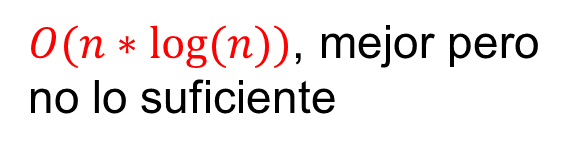 O(n * log(n)), mejor pero
no lo suficiente